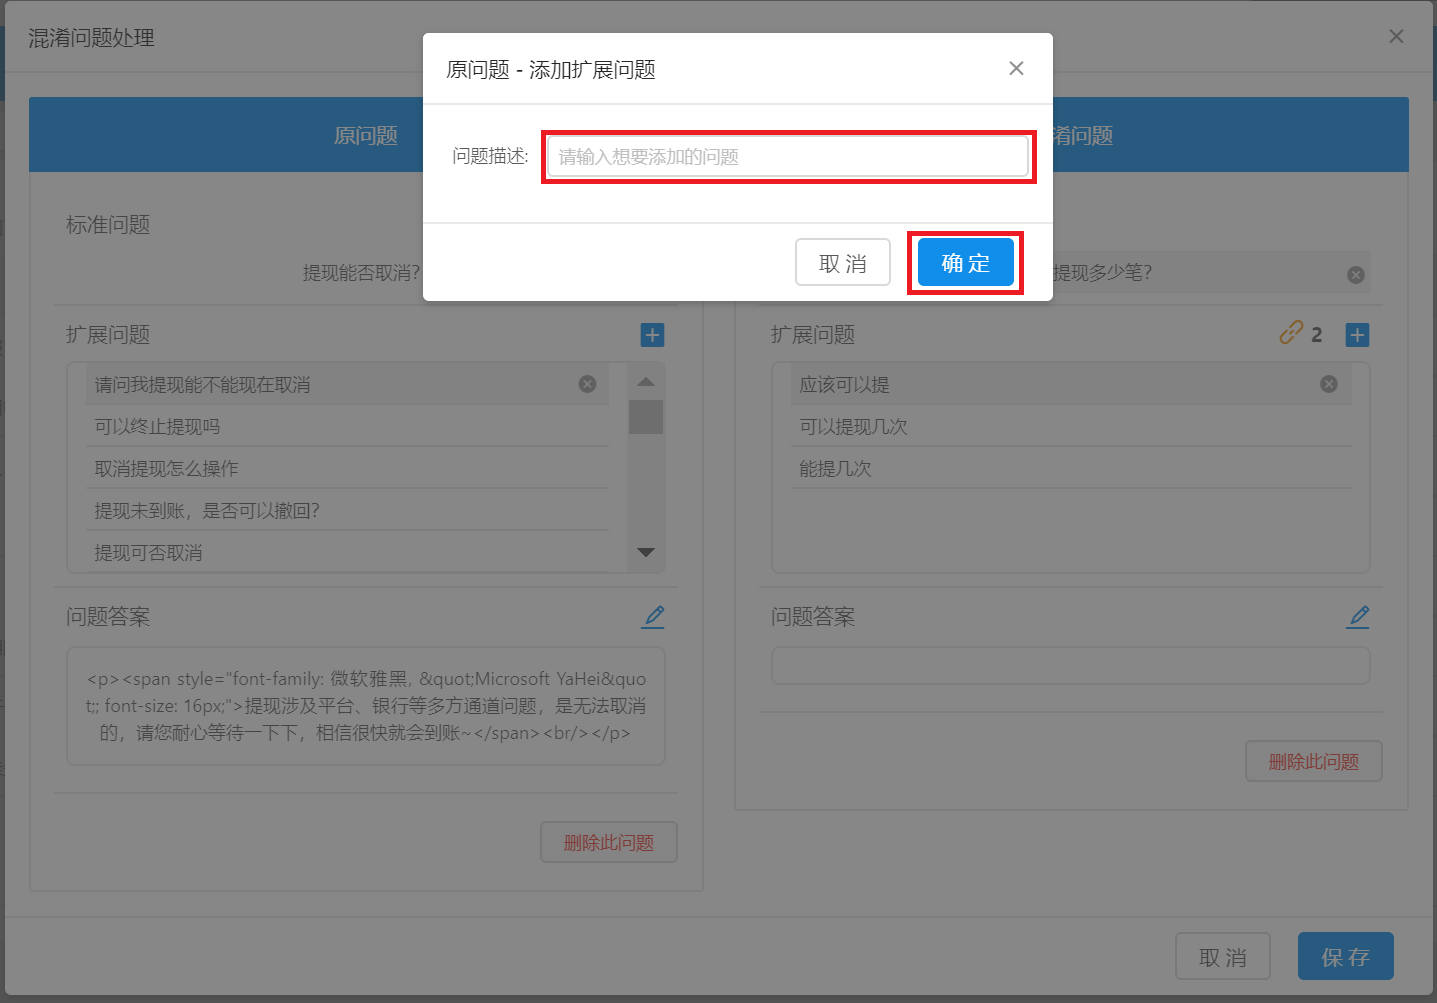 混淆问题处理
原问题 - 添加扩展问题
问题描述:
请输入想要添加的问题
取 消
确 定
原问题
淆问题
标准问题
提现能否取消?
提现多少笔?
扩展问题
请问我提现能不能现在取消
可以终止提现吗
取消提现怎么操作
提现未到账，是否可以撤回?
提现可否取消
扩展问题
2
应该可以提
可以提现几次
能提几次
问题答案
<p><span style="font-family: 微软雅黑, &quot;Microsoft YaHei&quo
t;; font-size: 16px;">提现涉及平台、银行等多方通道问题，是无法取消
的，请您耐心等待一下下，相信很快就会到账~</span><br/></p>
删除此问题
问题答案
删除此问题
取 消
保 存